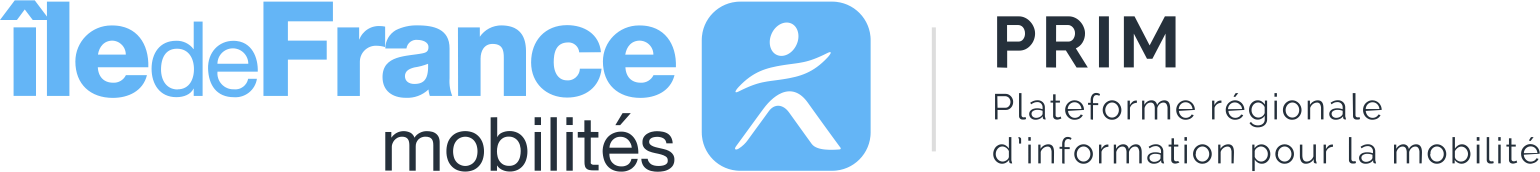 îledeFrance
mobilités
PRIM
Plateforme régionale
d'information pour la mobilité